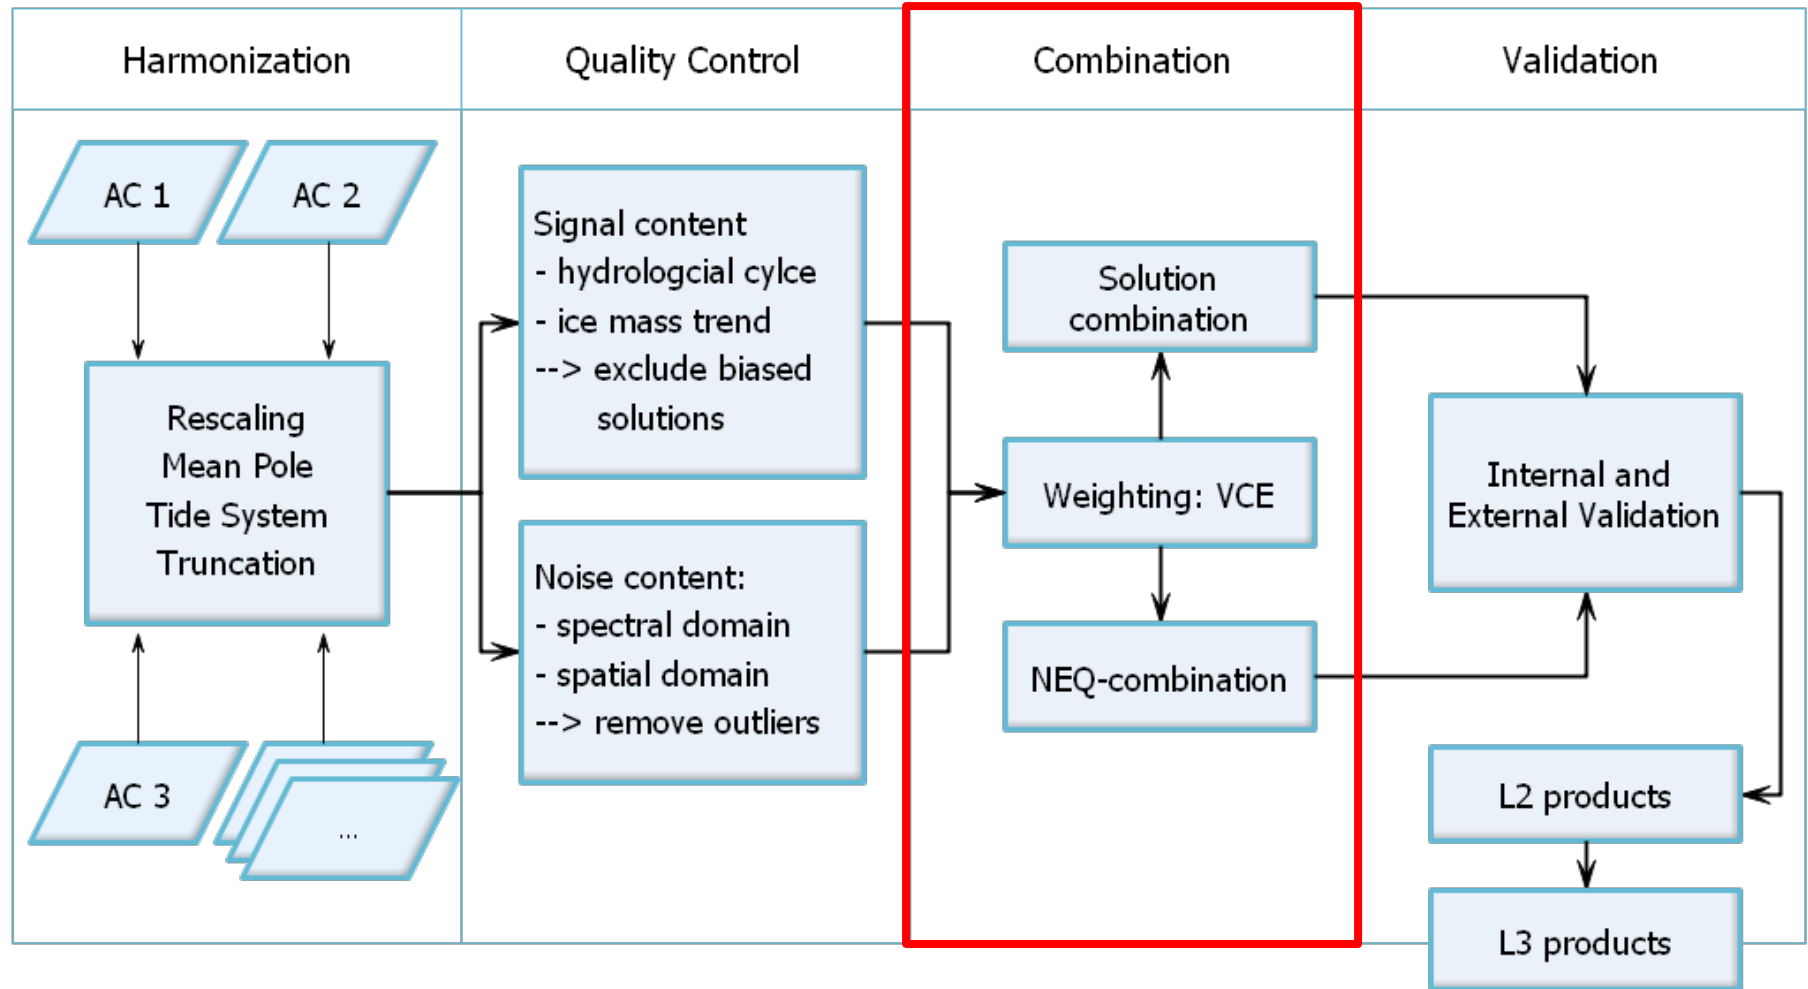 Harmonization
Quality Control
Combination
Validation
AC 1
AC 2
Rescaling
Mean Pole
Tide System
Truncation
AC 3
...
Signal content
- hydrologcial cylce
- ice mass trend
--> exclude biased
solutions
Noise content:
- spectral domain
- spatial domain
--> remove outliers
Solution
combination
Weighting: VCE
NEQ-combination
Internal and
External Validation
L2 products
L3 products